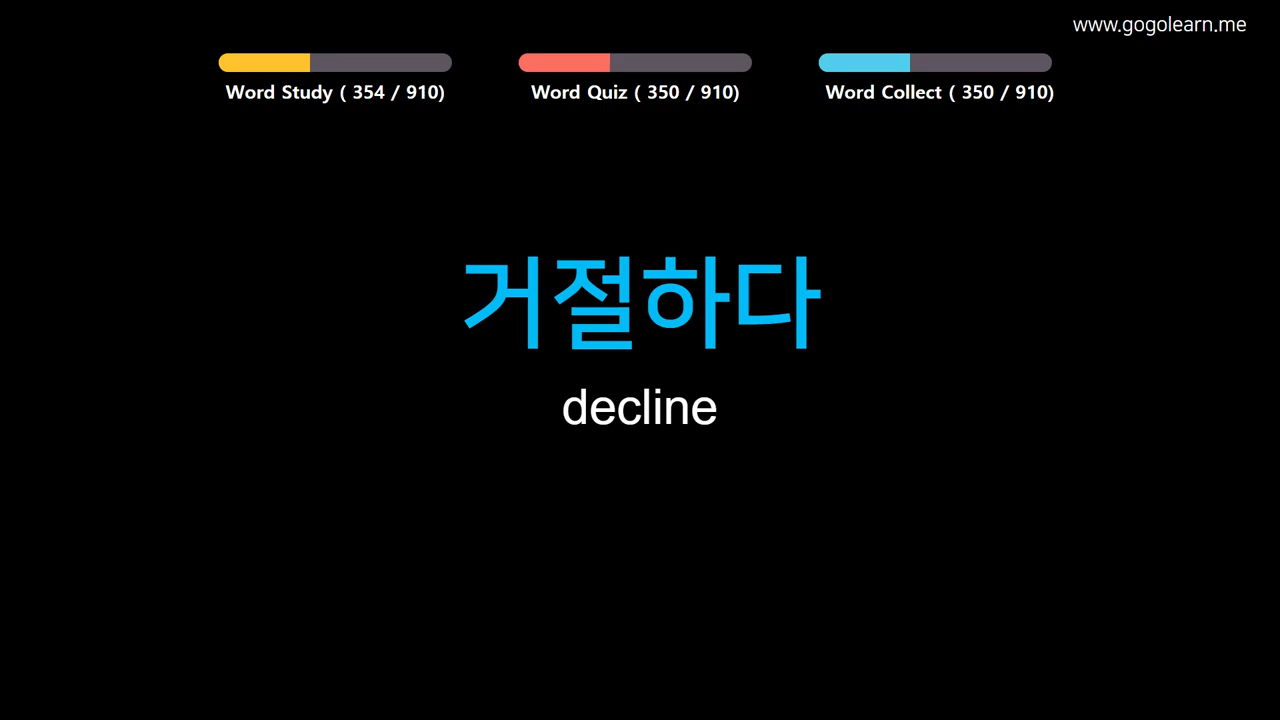 www.gogolearn.me
Word Study ( 354 / 910)
Word Quiz ( 350 / 910)
Word Collect ( 350 / 910)
거절하다
decline